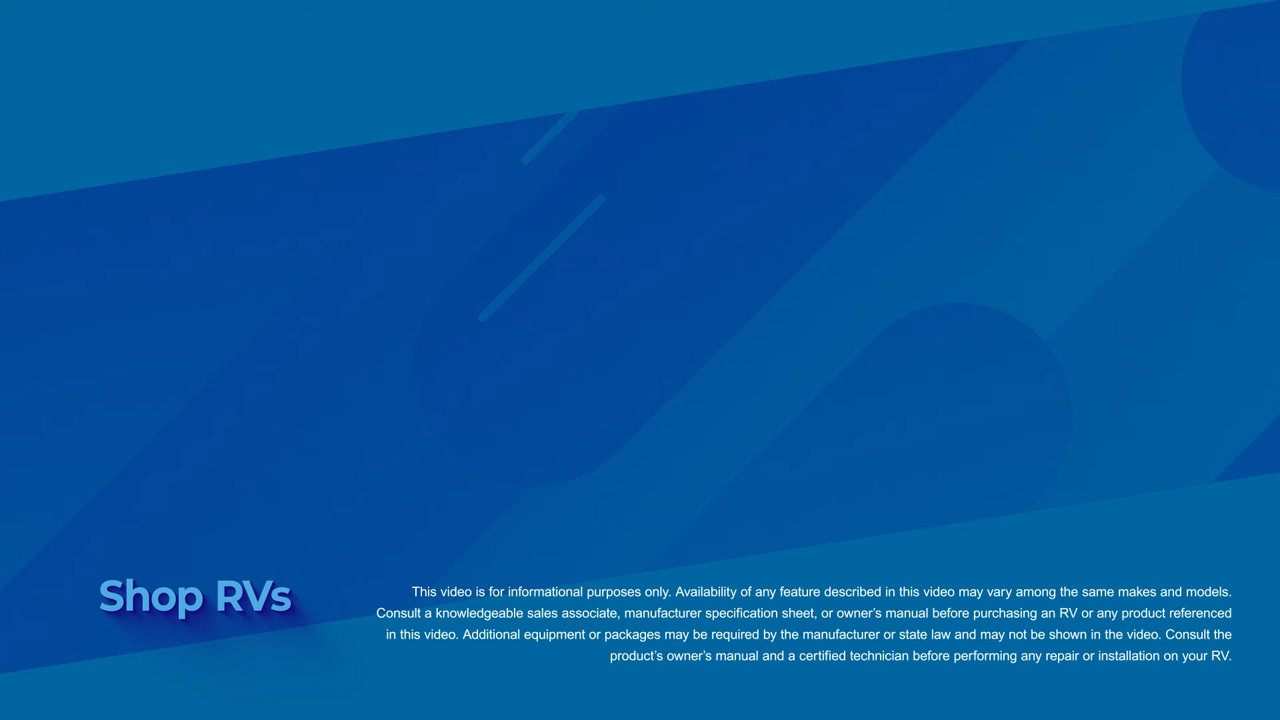 Shop RVs
This video is for informational purposes only. Availability of any feature described in this video may vary among the same makes and models.
Consult a knowledgeable sales associate, manufacturer specification sheet, or owner’s manual before purchasing an RV or any product referenced
in this video. Additional equipment or packages may be required by the manufacturer or state law and may not be shown in the video. Consult the
product’s owner’s manual and a certified technician before performing any repair or installation on your RV.